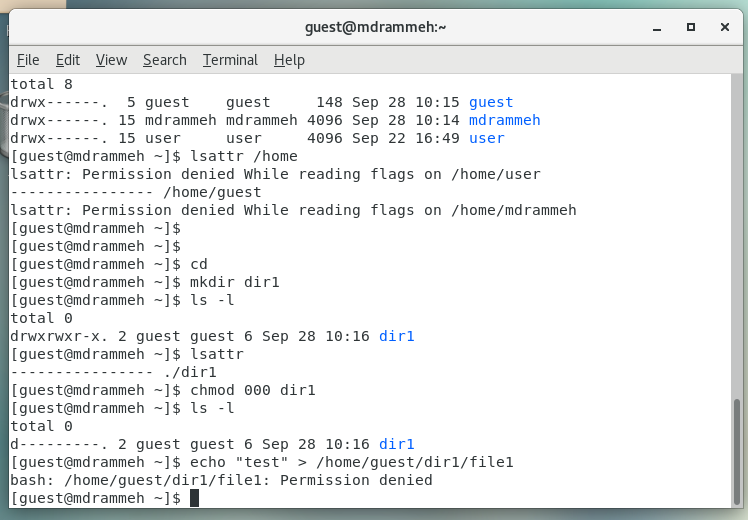 guest@mdrammeh:~
File Edit View Search Terminal Help
total 8
drwx------.  5 guest    guest     148 Sep 28 10:15 guest
drwx------. 15 mdrammeh mdrammeh 4096 Sep 28 10:14 mdrammeh
drwx------. 15 user     user     4096 Sep 22 16:49 user
[guest@mdrammeh ~]$ lsattr /home
lsattr: Permission denied While reading flags on /home/user
---------------- /home/guest
lsattr: Permission denied While reading flags on /home/mdrammeh
[guest@mdrammeh ~]$
[guest@mdrammeh ~]$
[guest@mdrammeh ~]$ cd
[guest@mdrammeh ~]$ mkdir dir1
[guest@mdrammeh ~]$ ls -l
total 0
drwxrwxr-x. 2 guest guest 6 Sep 28 10:16 dir1
[guest@mdrammeh ~]$ lsattr
---------------- ./dir1
[guest@mdrammeh ~]$ chmod 000 dir1
[guest@mdrammeh ~]$ ls -l
total 0
d---------. 2 guest guest 6 Sep 28 10:16 dir1
[guest@mdrammeh ~]$ echo "test" > /home/guest/dir1/file1
bash: /home/guest/dir1/file1: Permission denied
[guest@mdrammeh ~]$